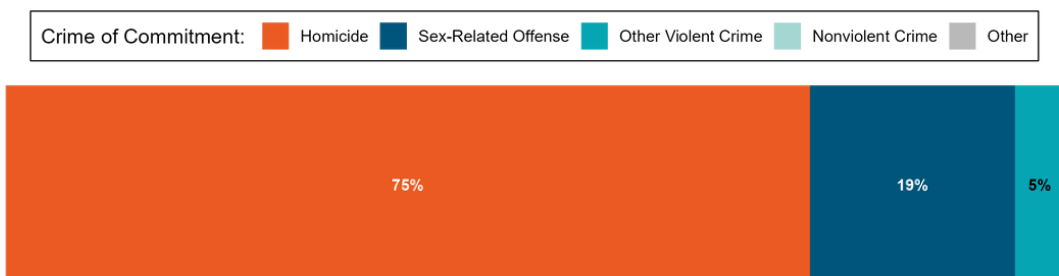 Crime of Commitment: Homicide Sex-Related Offense Other Violent Crime Nonviolent Crime Other
75% 19% 5%